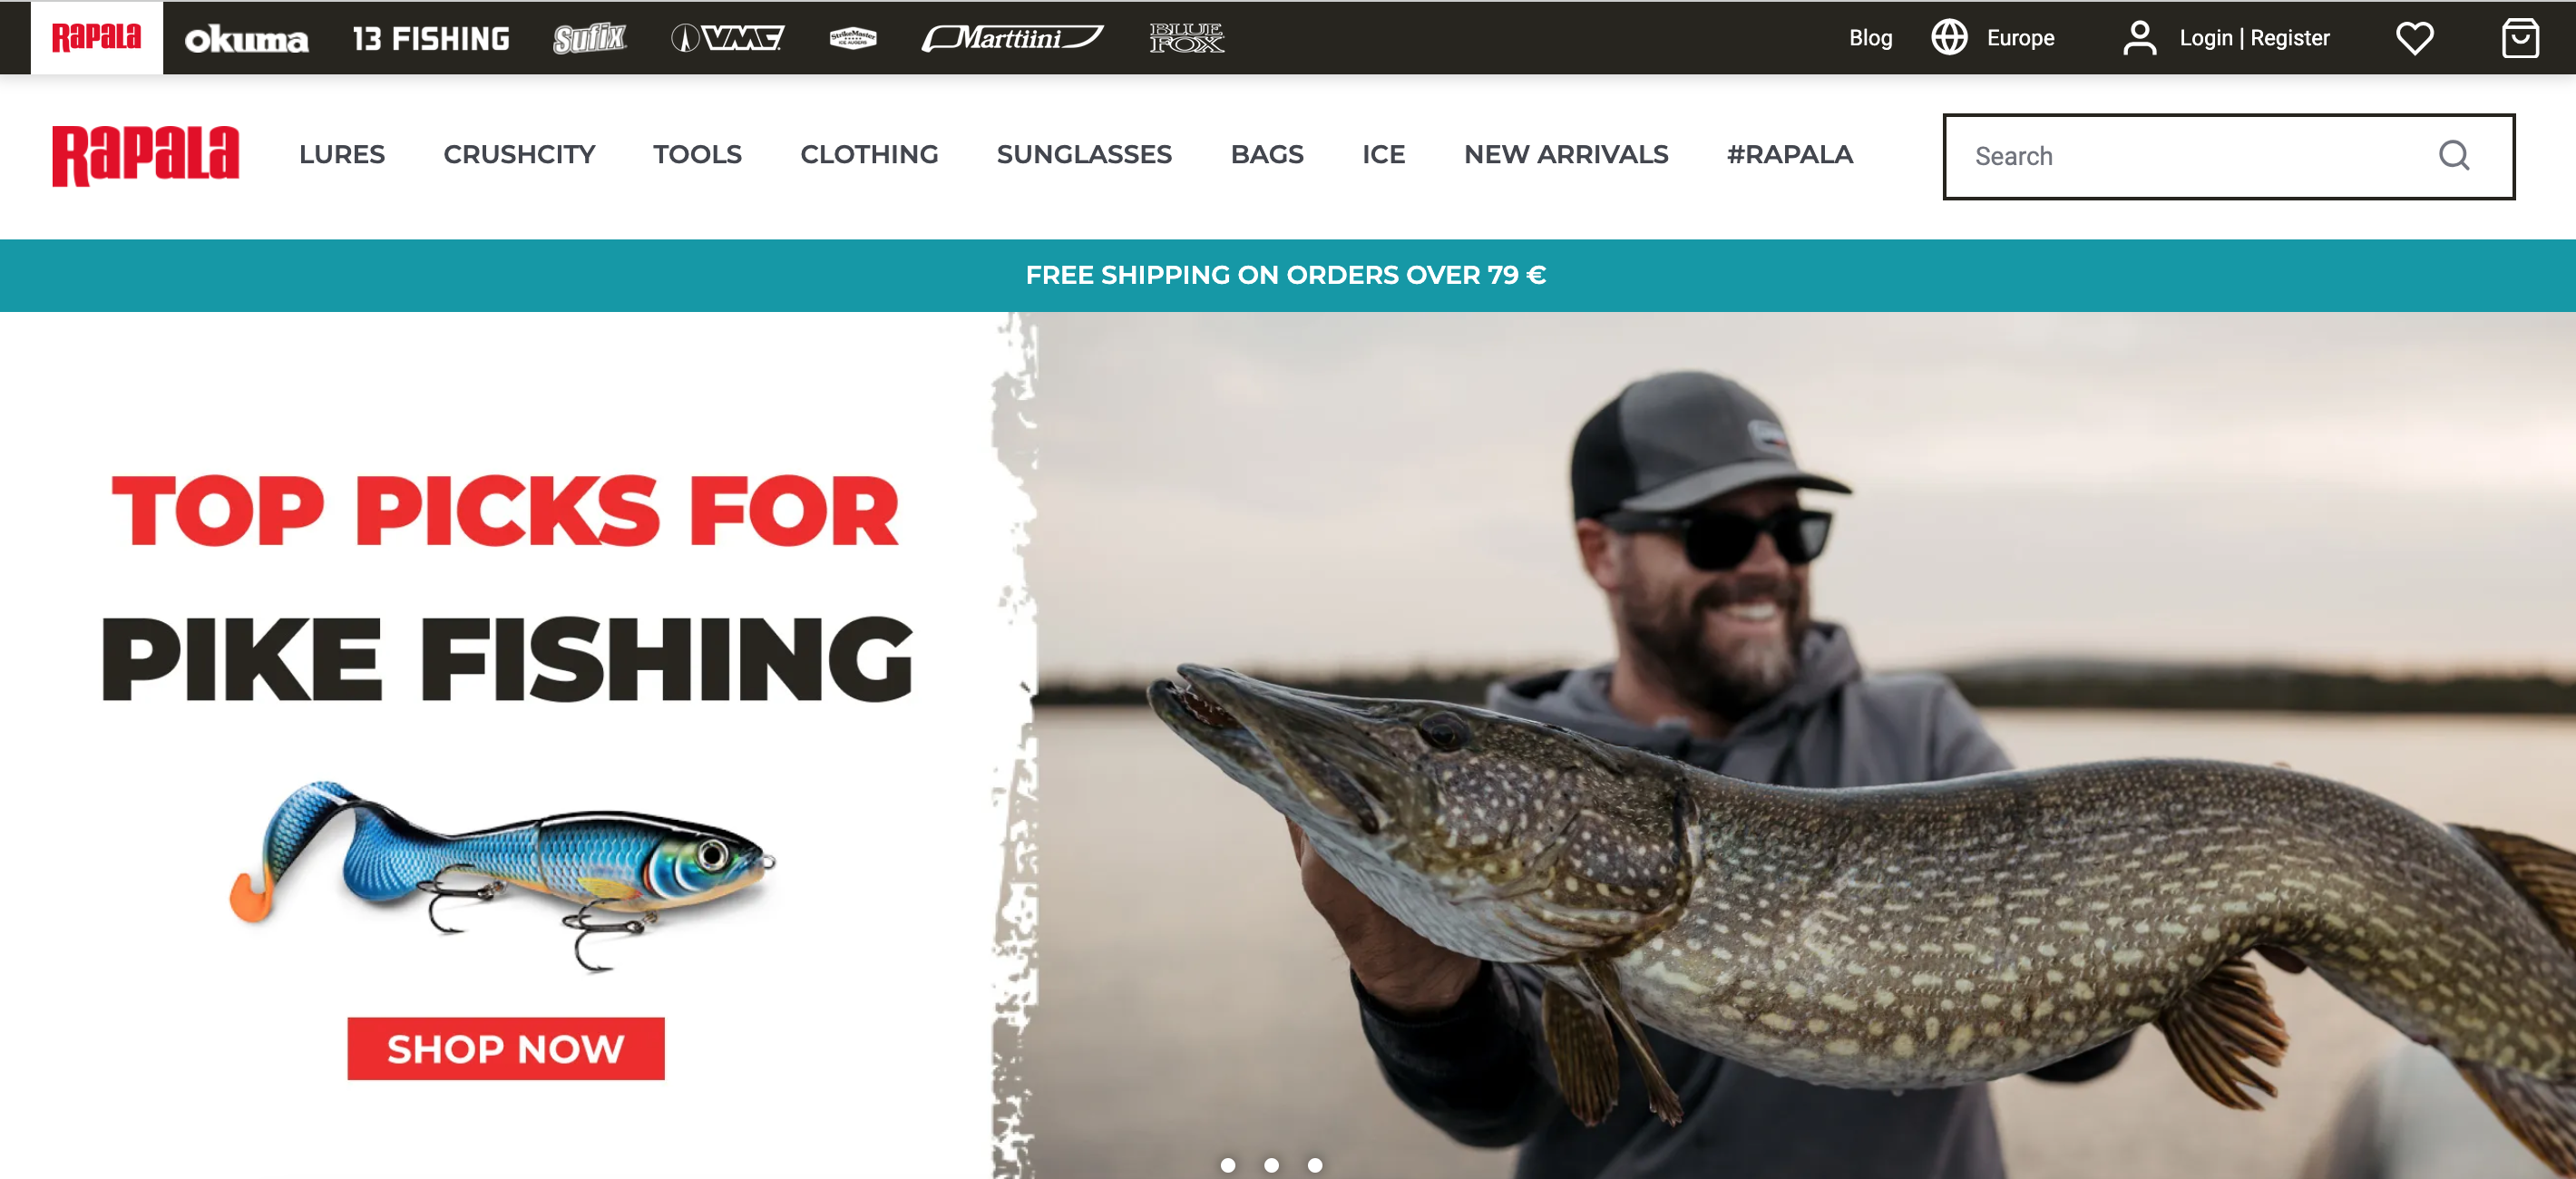 Rapala okuma 13 FISHING Sufix VMC StrikeMaster ICE AUGERS Marttiini BLUE FOX Blog Europe Login | Register
Rapala LURES CRUSHCITY TOOLS CLOTHING SUNGLASSES BAGS ICE NEW ARRIVALS #RAPALA Search
FREE SHIPPING ON ORDERS OVER 79 €
TOP PICKS FOR
PIKE FISHING
SHOP NOW